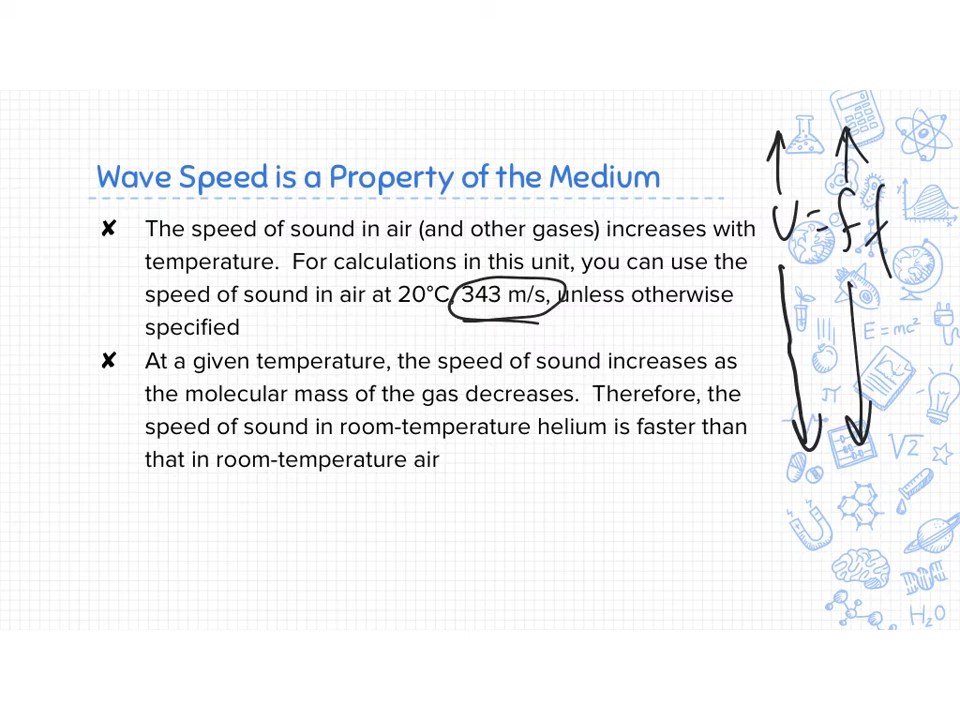 Wave Speed is a Property of the Medium
✘ The speed of sound in air (and other gases) increases with
temperature. For calculations in this unit, you can use the
speed of sound in air at 20°C, 343 m/s, unless otherwise
specified
✘ At a given temperature, the speed of sound increases as
the molecular mass of the gas decreases. Therefore, the
speed of sound in room-temperature helium is faster than
that in room-temperature air
v=fλ
y
x
E=mc²
π
√2
H₂O